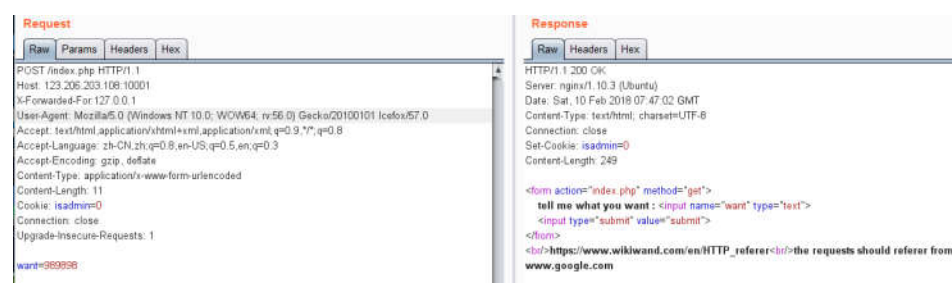 Request
Raw Params Headers Hex
POST /index.php HTTP/1.1
Host: 123.206.203.108:10001
X-Forwarded-For:127.0.0.1
User-Agent: Mozilla/5.0 (Windows NT 10.0; WOW64; rv:56.0) Gecko/20100101 Icefox/57.0
Accept: text/html,application/xhtml+xml,application/xml;q=0.9,*/*;q=0.8
Accept-Language: zh-CN,zh;q=0.8,en-US;q=0.5,en;q=0.3
Accept-Encoding: gzip, deflate
Content-Type: application/x-www-form-urlencoded
Content-Length: 11
Cookie: isadmin=0
Connection: close
Upgrade-Insecure-Requests: 1
want=989898
Response
Raw Headers Hex
HTTP/1.1 200 OK
Server: nginx/1.10.3 (Ubuntu)
Date: Sat, 10 Feb 2018 07:47:02 GMT
Content-Type: text/html; charset=UTF-8
Connection: close
Set-Cookie: isadmin=0
Content-Length: 249
<form action="index.php" method="get">
tell me what you want : <input name="want" type="text">
<input type="submit" value="submit">
</from>
<br/>https://www.wikiwand.com/en/HTTP_referer<br/>the requests should referer from
www.google.com